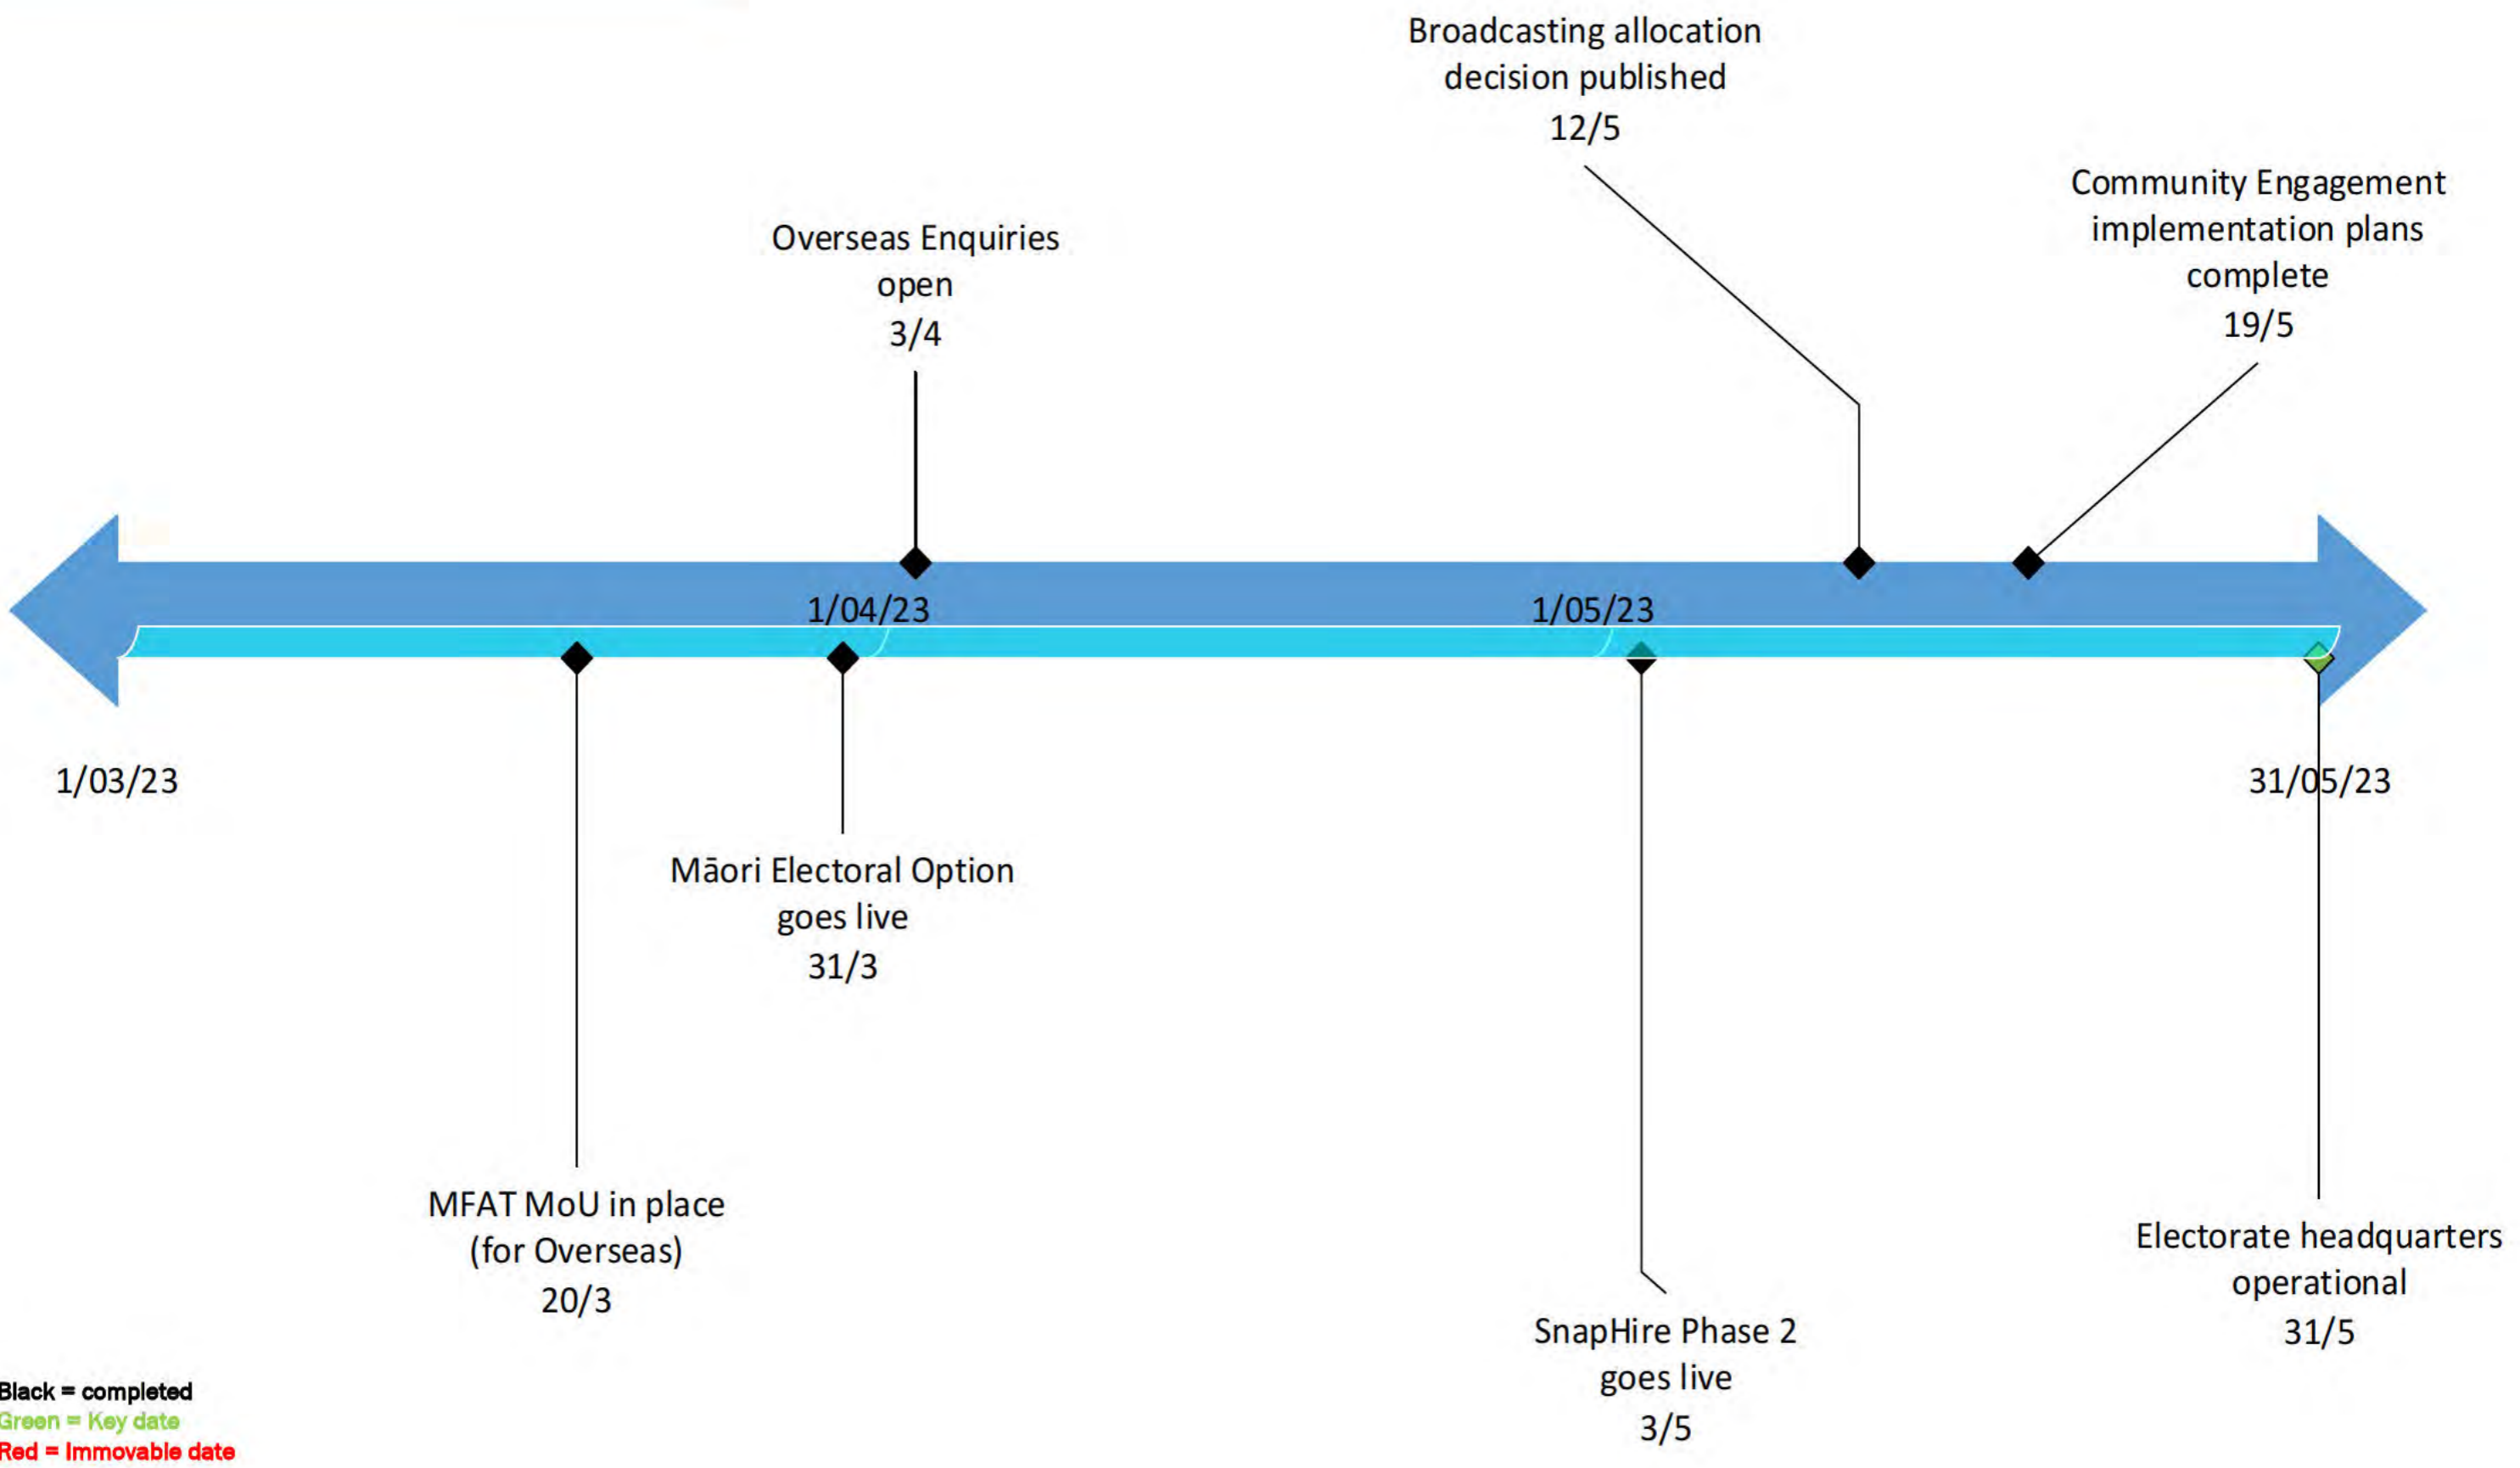 Broadcasting allocation
decision published
12/5
Community Engagement
implementation plans
complete
19/5
Overseas Enquiries
open
3/4
1/04/23
1/05/23
1/03/23
31/05/23
Māori Electoral Option
goes live
31/3
MFAT MoU in place
(for Overseas)
20/3
SnapHire Phase 2
goes live
3/5
Electorate headquarters
operational
31/5
Black = completed
Green = Key date
Red = Immovable date